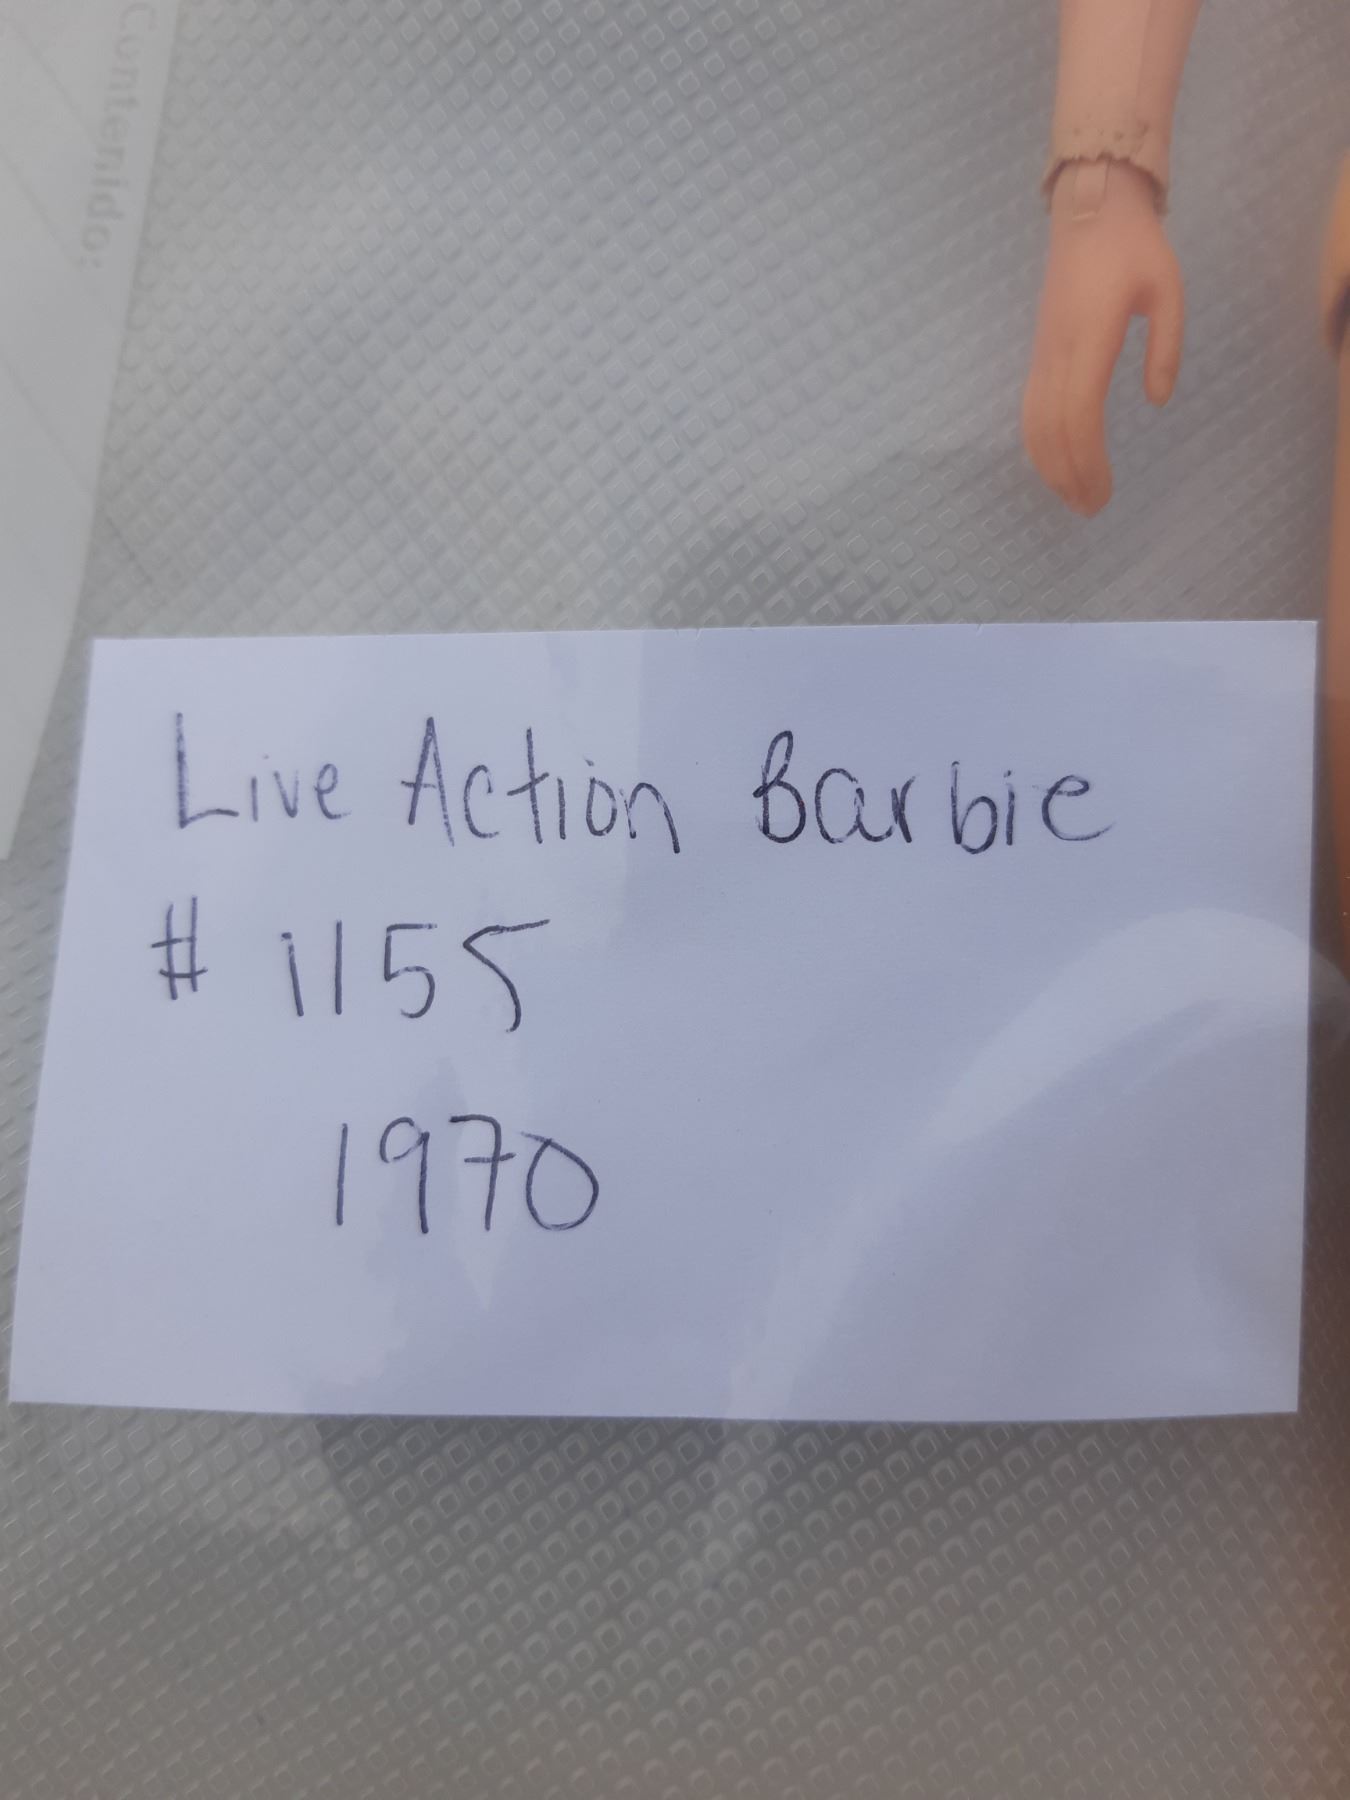 Contenido:
Live Action Barbie
# 1155
1970